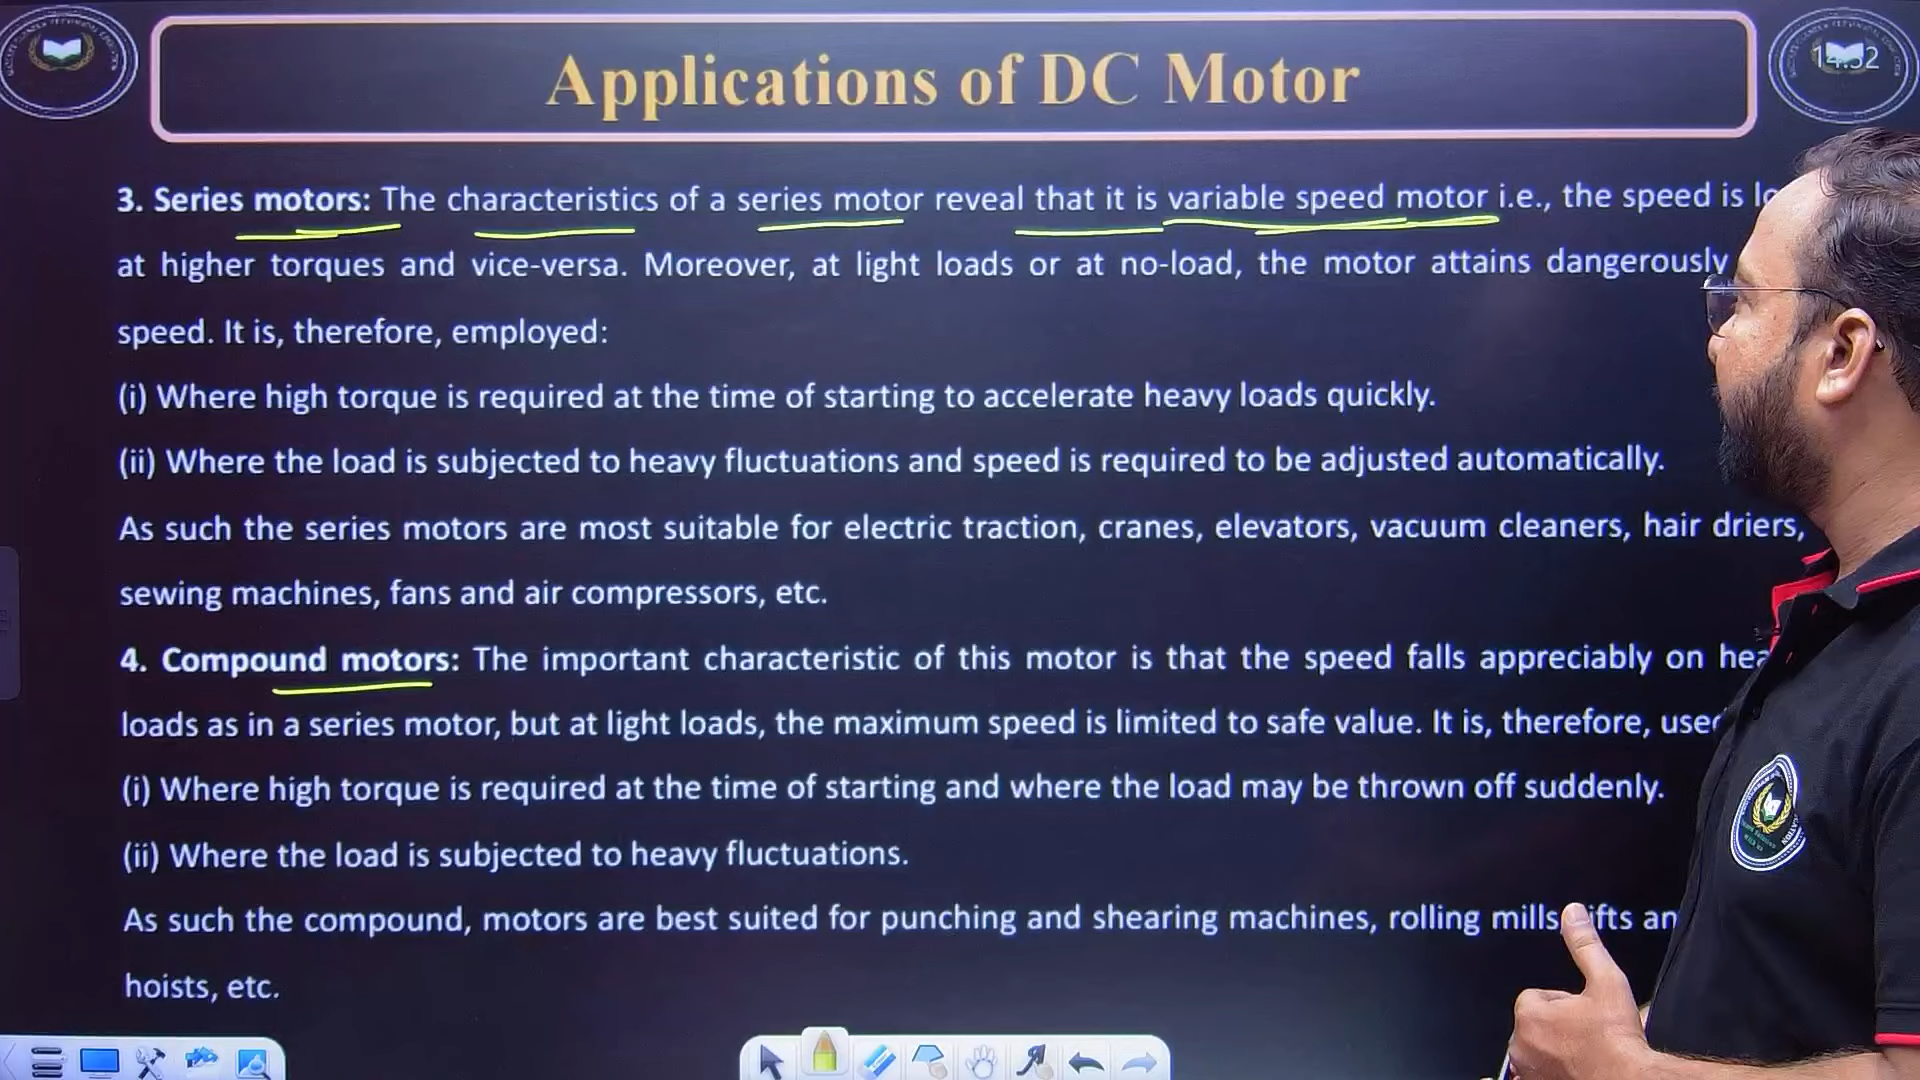 Applications of DC Motor
3. Series motors: The characteristics of a series motor reveal that it is variable speed motor i.e., the speed is
at higher torques and vice-versa. Moreover, at light loads or at no-load, the motor attains dangerously
speed. It is, therefore, employed:
(i) Where high torque is required at the time of starting to accelerate heavy loads quickly.
(ii) Where the load is subjected to heavy fluctuations and speed is required to be adjusted automatically.
As such the series motors are most suitable for electric traction, cranes, elevators, vacuum cleaners, hair driers,
sewing machines, fans and air compressors, etc.
4. Compound motors: The important characteristic of this motor is that the speed falls appreciably on
loads as in a series motor, but at light loads, the maximum speed is limited to safe value. It is, therefore,
(i) Where high torque is required at the time of starting and where the load may be thrown off suddenly.
(ii) Where the load is subjected to heavy fluctuations.
As such the compound, motors are best suited for punching and shearing machines, rolling mills
hoists, etc.